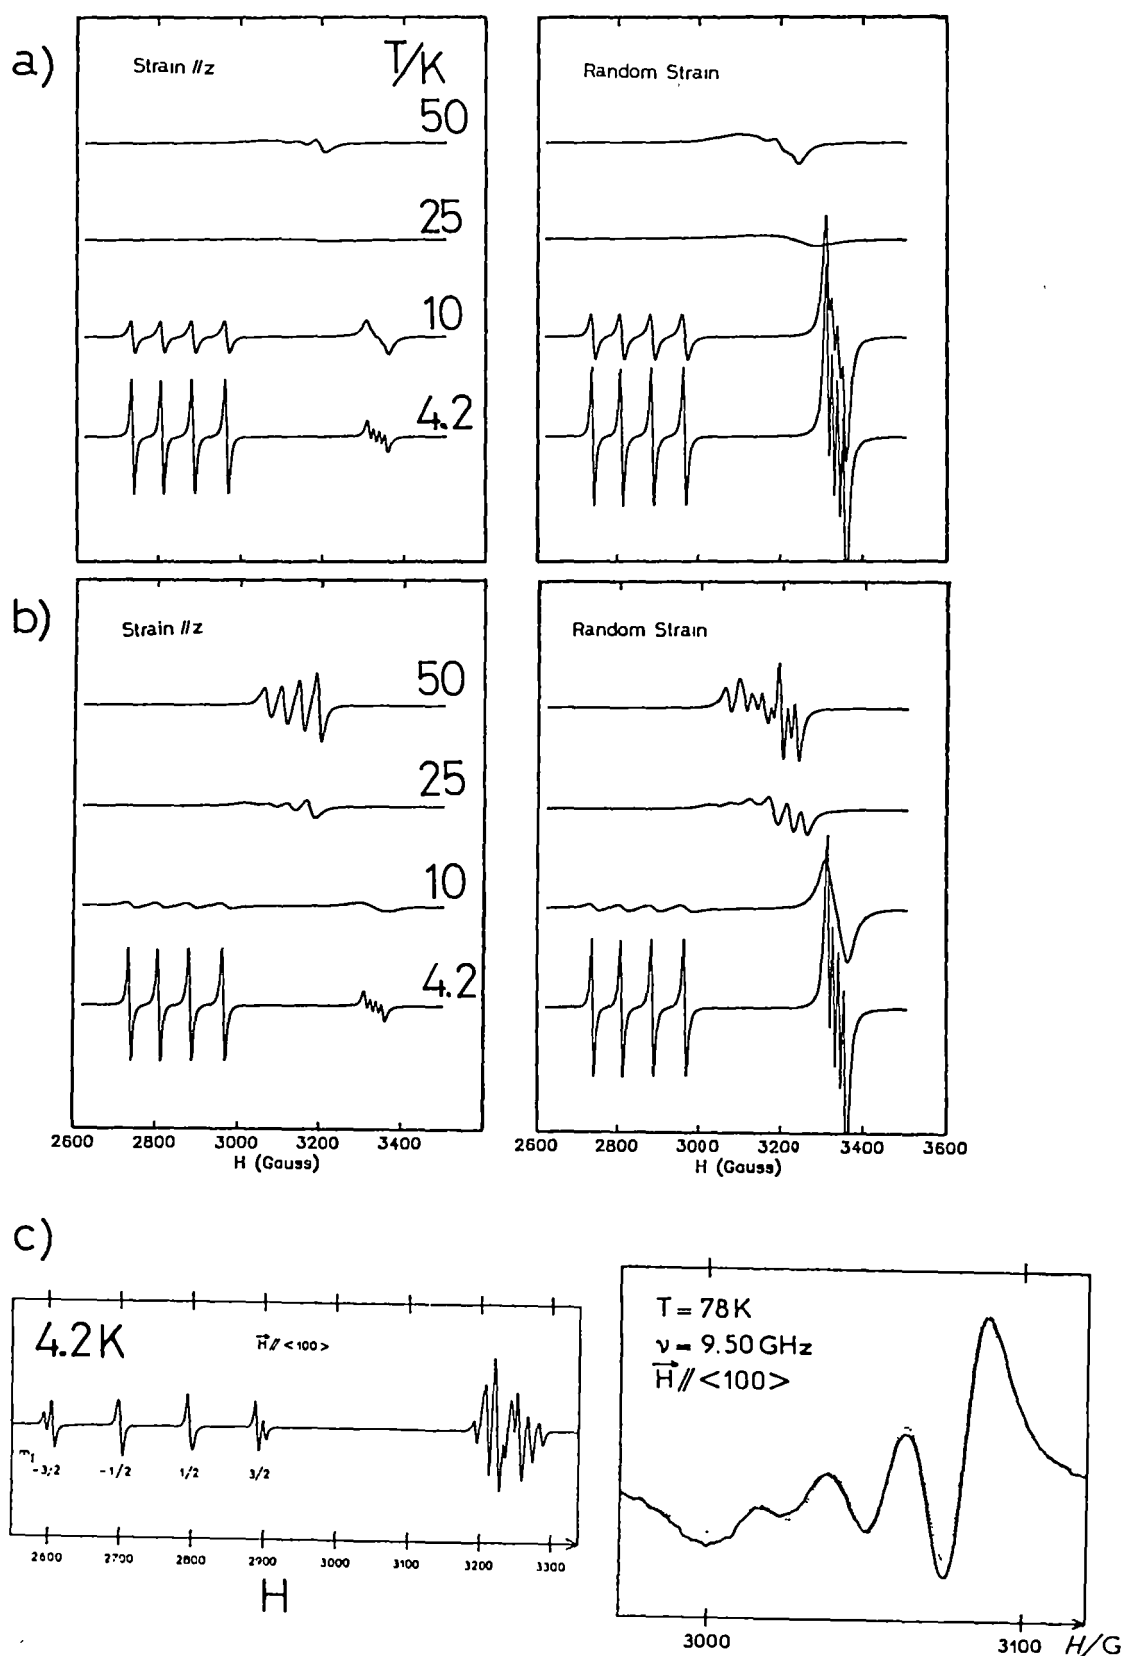 a)
Strain //z
T/K
50
25
10
4.2
Random Strain
b)
Strain //z
50
25
10
4.2
2600 2800 3000 3200 3400
H (Gauss)
Random Strain
2600 2800 3000 3200 3400 3600
H (Gauss)
c)
4.2K
H // <100>
mI -3/2 -1/2 1/2 3/2
2600 2700 2800 2900 3000 3100 3200 3300
H
T = 78K
ν = 9.50 GHz
H // <100>
3000 3100 H/G